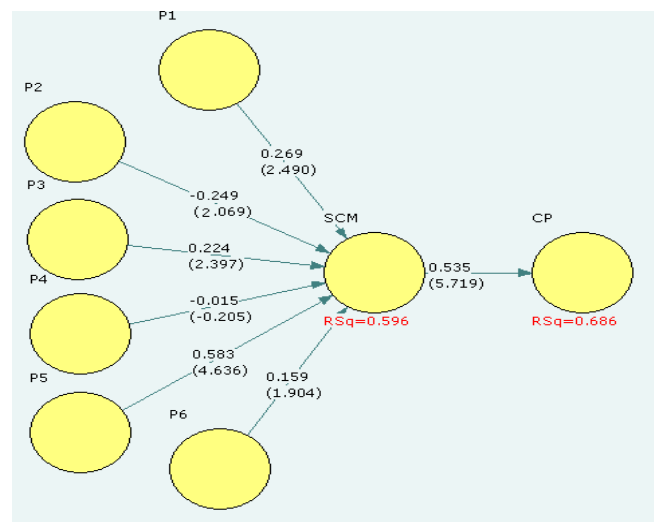 P1
P2
0.269
(2.490)
P3
-0.249
(2.069)
SCM
CP
0.224
(2.397)
P4
0.535
(5.719)
-0.015
(-0.205)
RSq=0.596
RSq=0.686
0.583
(4.636)
P5
0.159
(1.904)
P6